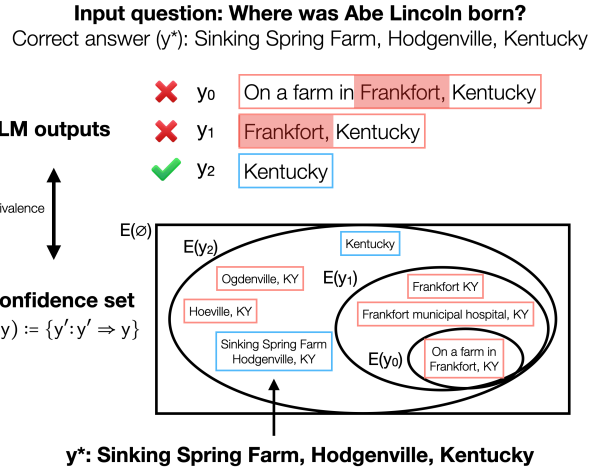 Input question: Where was Abe Lincoln born?
Correct answer (y*): Sinking Spring Farm, Hodgenville, Kentucky
y₀ On a farm in Frankfort, Kentucky
LM outputs
y₁ Frankfort, Kentucky
y₂ Kentucky
ivalence
E(∅)
E(y₂)
Kentucky
Ogdenville, KY
E(y₁)
Frankfort KY
onfidence set
Hoeville, KY
Frankfort municipal hospital, KY
y) := {y′: y′ ⇒ y}
Sinking Spring Farm
Hodgenville, KY
E(y₀)
On a farm in
Frankfort, KY
y*: Sinking Spring Farm, Hodgenville, Kentucky